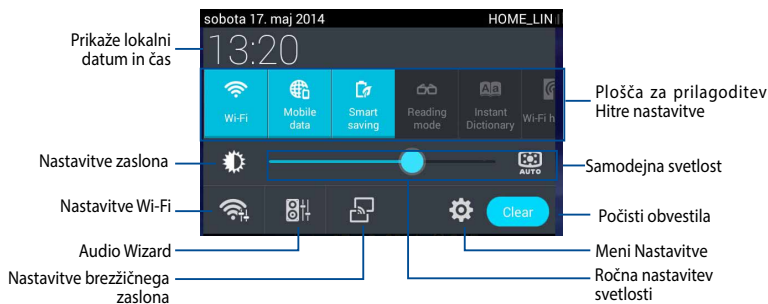 sobota 17. maj 2014 HOME_LIN
Prikaže lokalni
datum in čas
13:20
Wi-Fi
Mobile
data
Smart
saving
Reading
mode
Instant
Dictionary
Wi-Fi h
Plošča za prilagoditev
Hitre nastavitve
Nastavitve zaslona
AUTO
Samodejna svetlost
Nastavitve Wi-Fi
Clear
Počisti obvestila
Audio Wizard
Meni Nastavitve
Nastavitve brezžičnega
zaslona
Ročna nastavitev
svetlosti